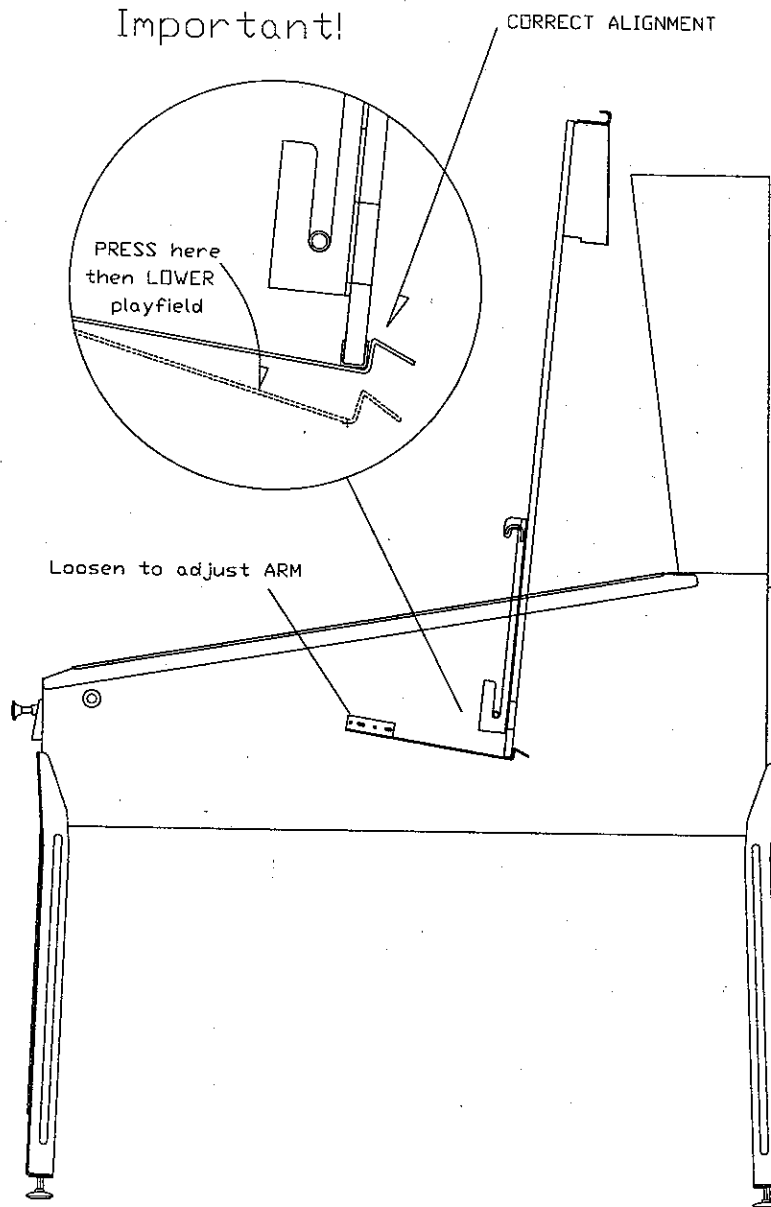 Important!
CORRECT ALIGNMENT
PRESS here
then LOWER
playfield
Loosen to adjust ARM